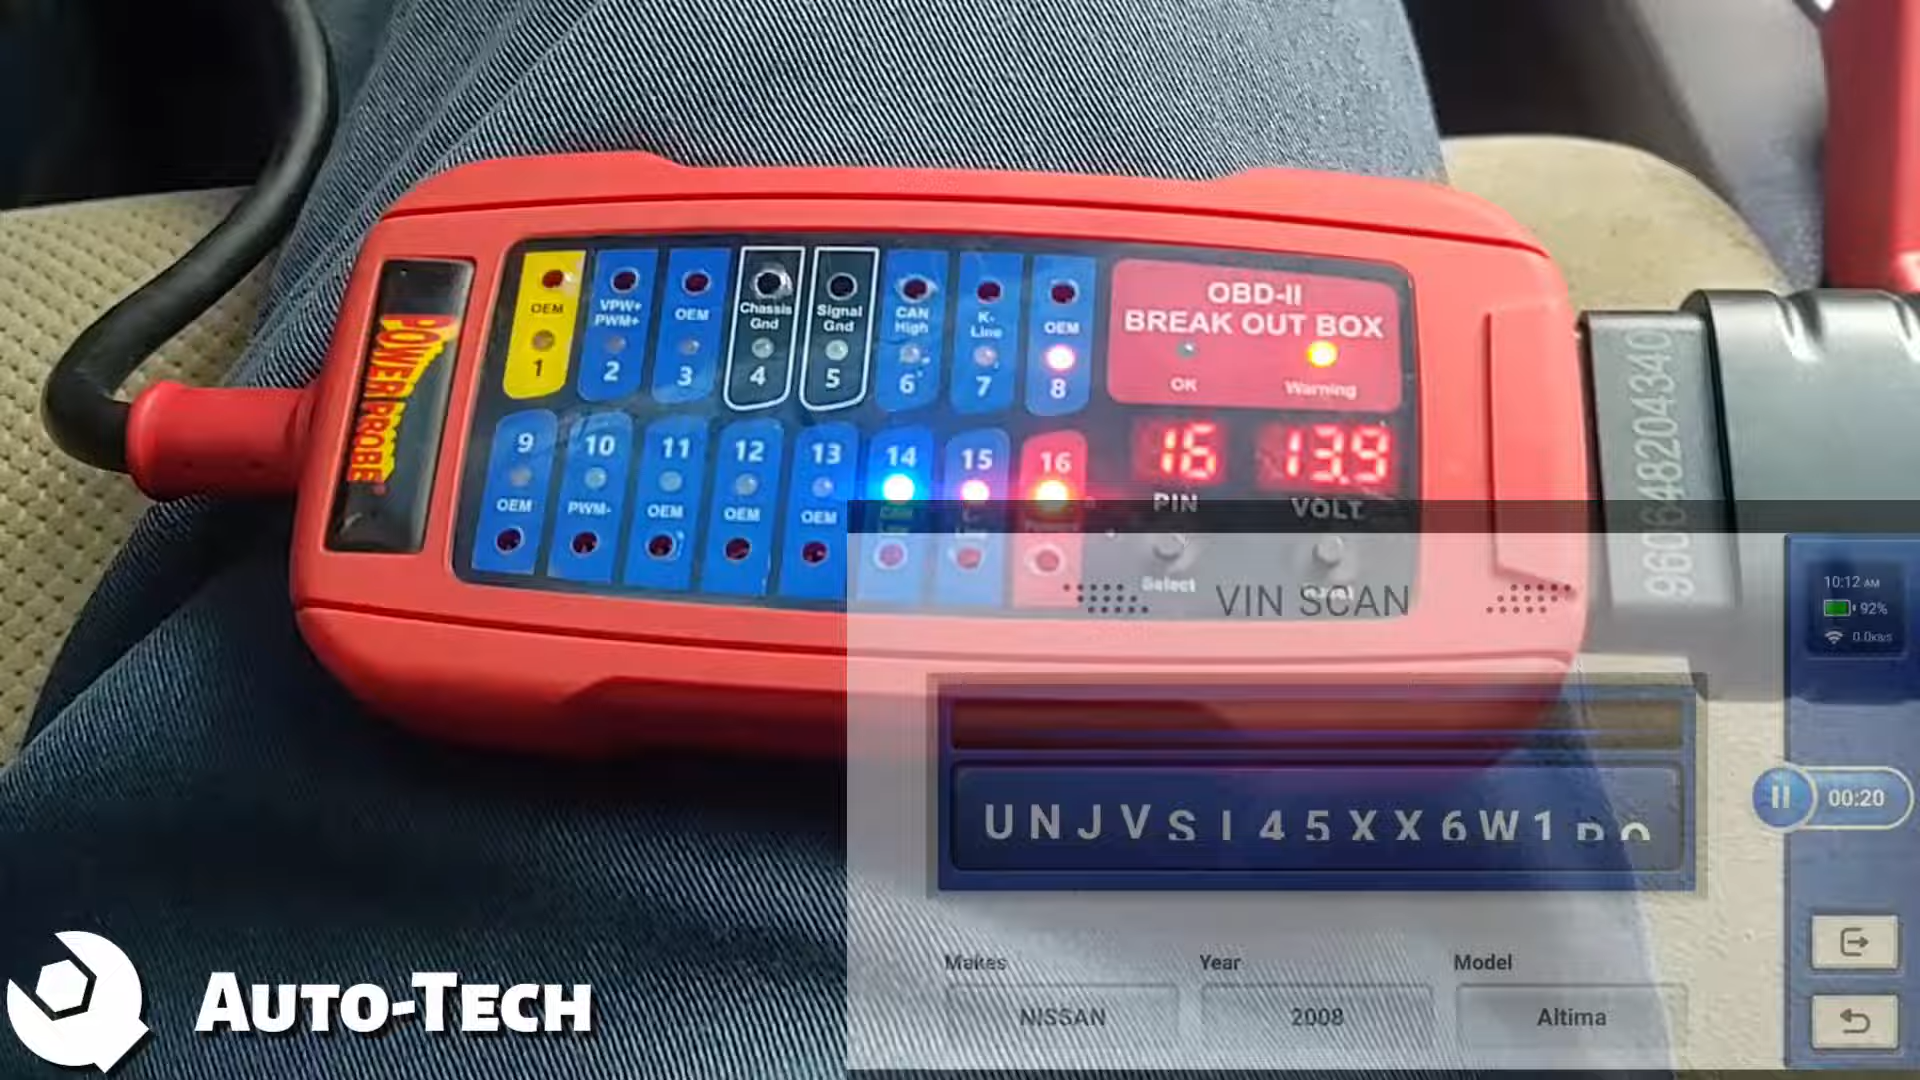 POWER PROBE
OEM
1
VPW+
PWM+
2
OEM
3
Chassis
Gnd
4
Signal
Gnd
5
CAN
High
6
K-
Line
7
OEM
8
OBD-II
BREAK OUT BOX
OK
Warning
9
OEM
10
PWM-
11
OEM
12
OEM
13
OEM
14
15
16
16
PIN
13.9
VOLT
Select
9606482043​40
VIN SCAN
10:12 AM
92%
0.0KB/S
UNJVSI45XX6W1
00:20
Makes
Year
Model
NISSAN
2008
Altima
AUTO-TECH